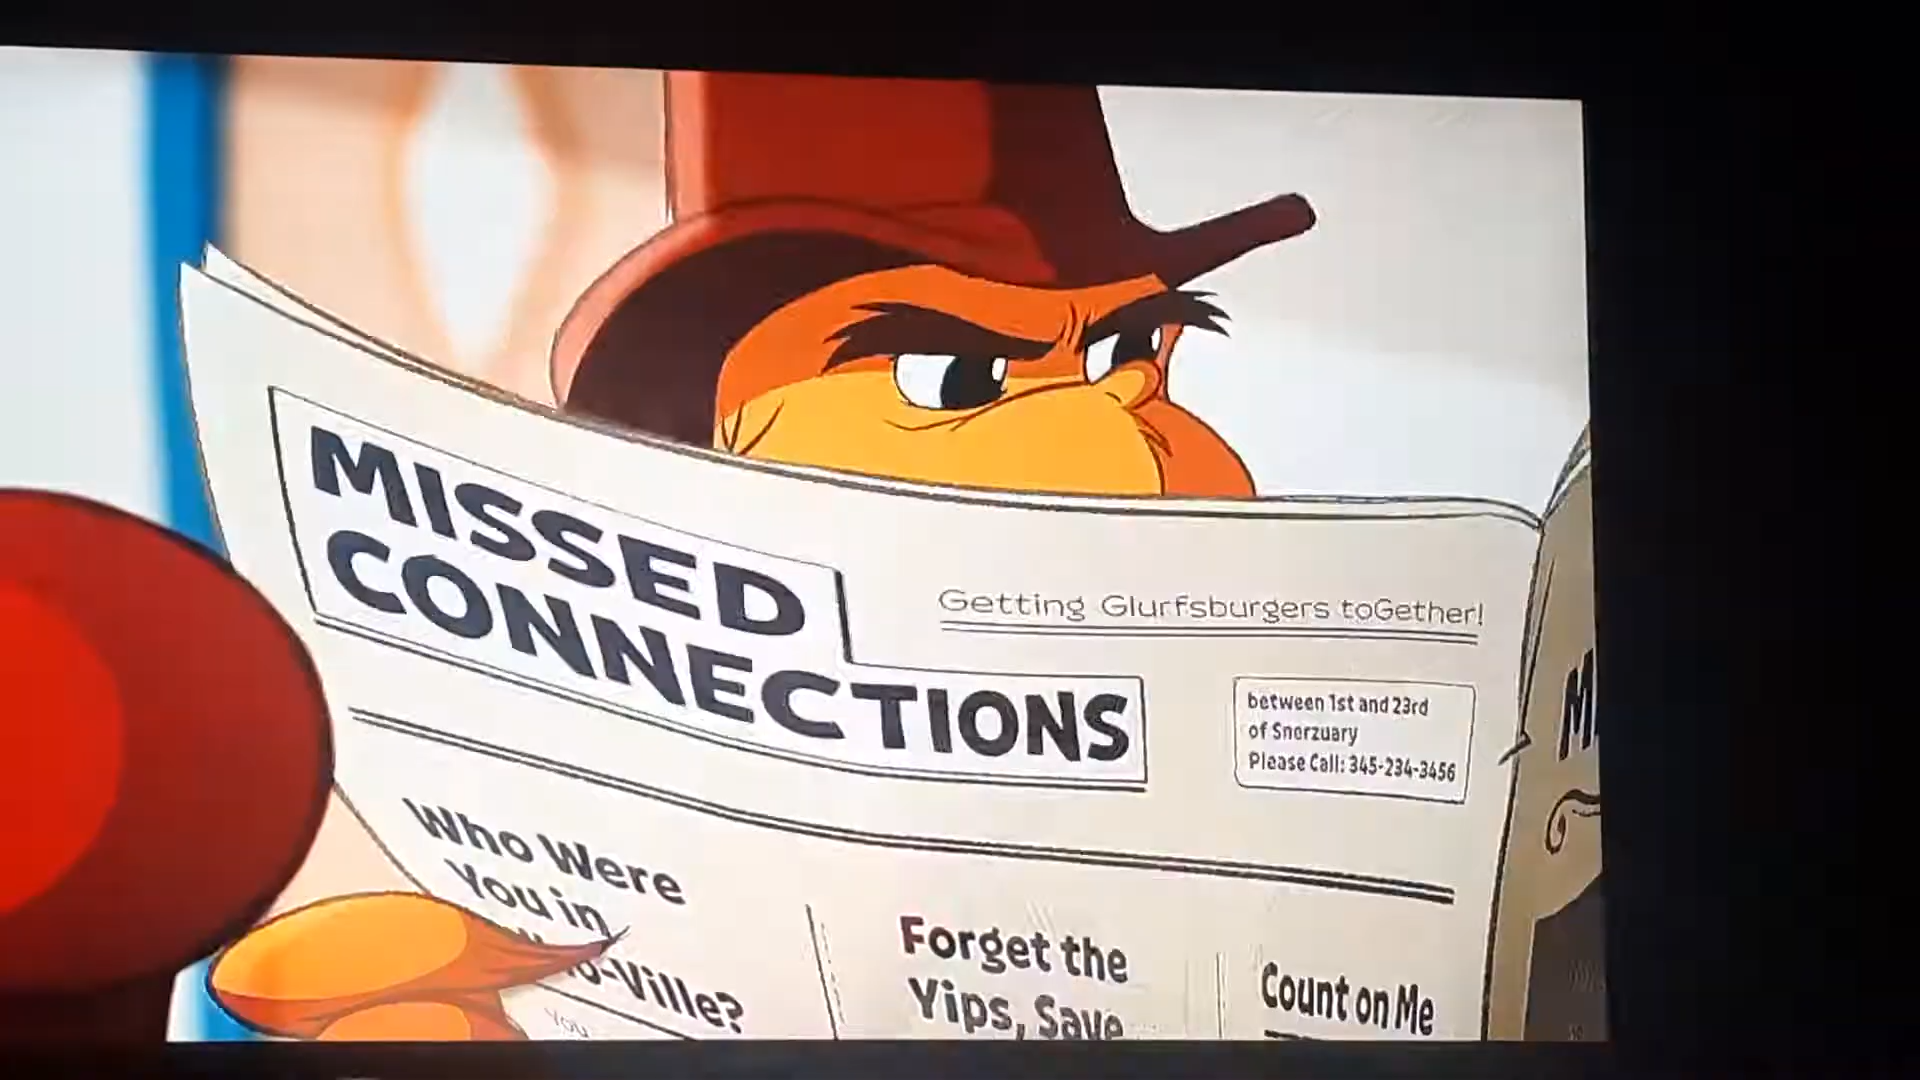 MISSED
CONNECTIONS
Getting Glurfsburgers toGether!
between 1st and 23rd
of Snerzuary
Please Call: 345-234-3456
Who Were
You in
-Ville?
You
Forget the
Yips, Save
Count on Me